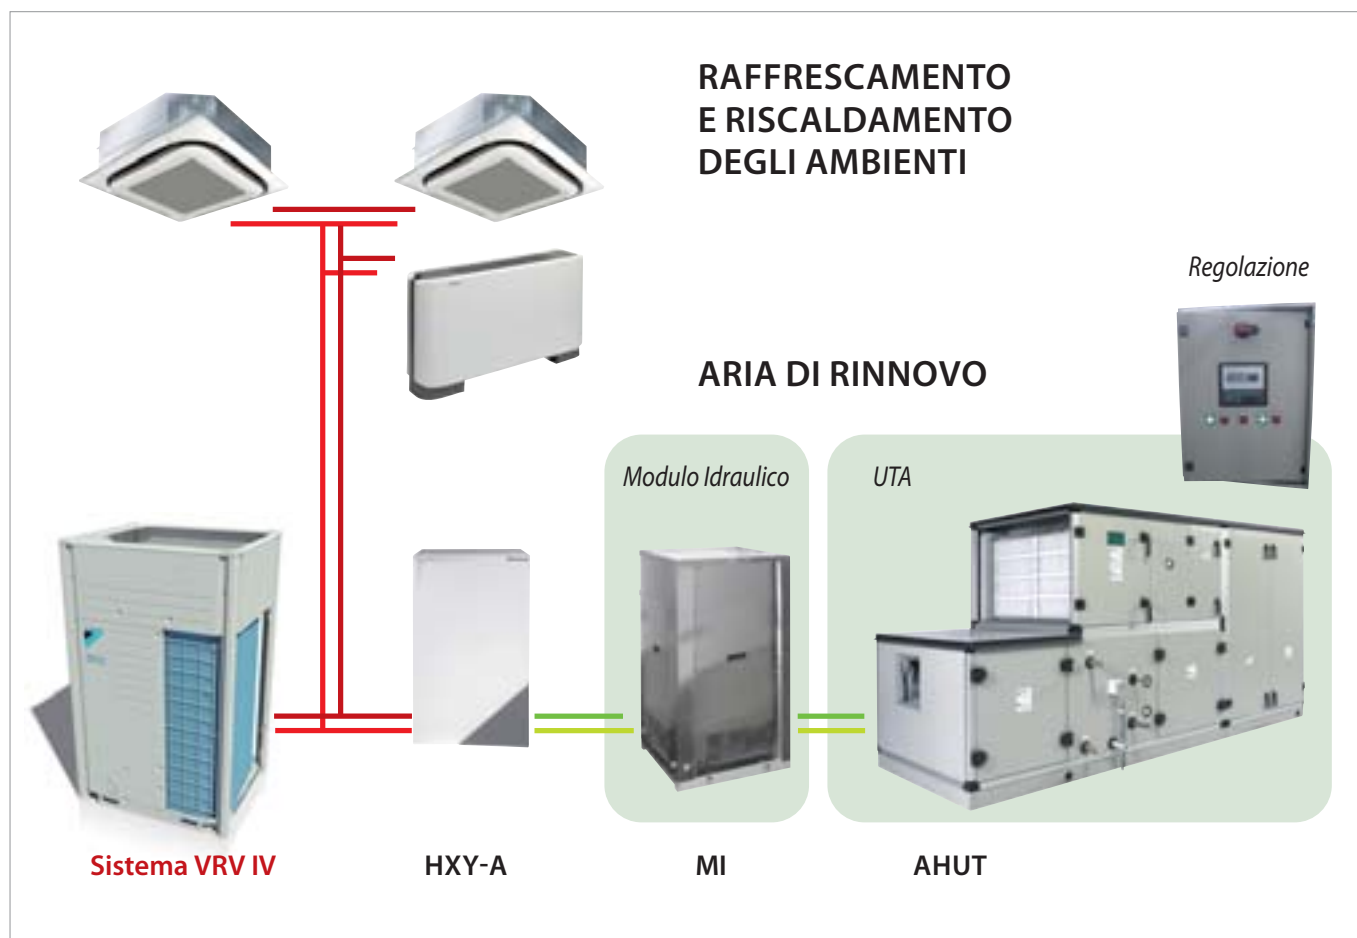 RAFFRESCAMENTO
E RISCALDAMENTO
DEGLI AMBIENTI
Regolazione
ARIA DI RINNOVO
Modulo Idraulico
UTA
Sistema VRV IV
HXY-A
MI
AHUT